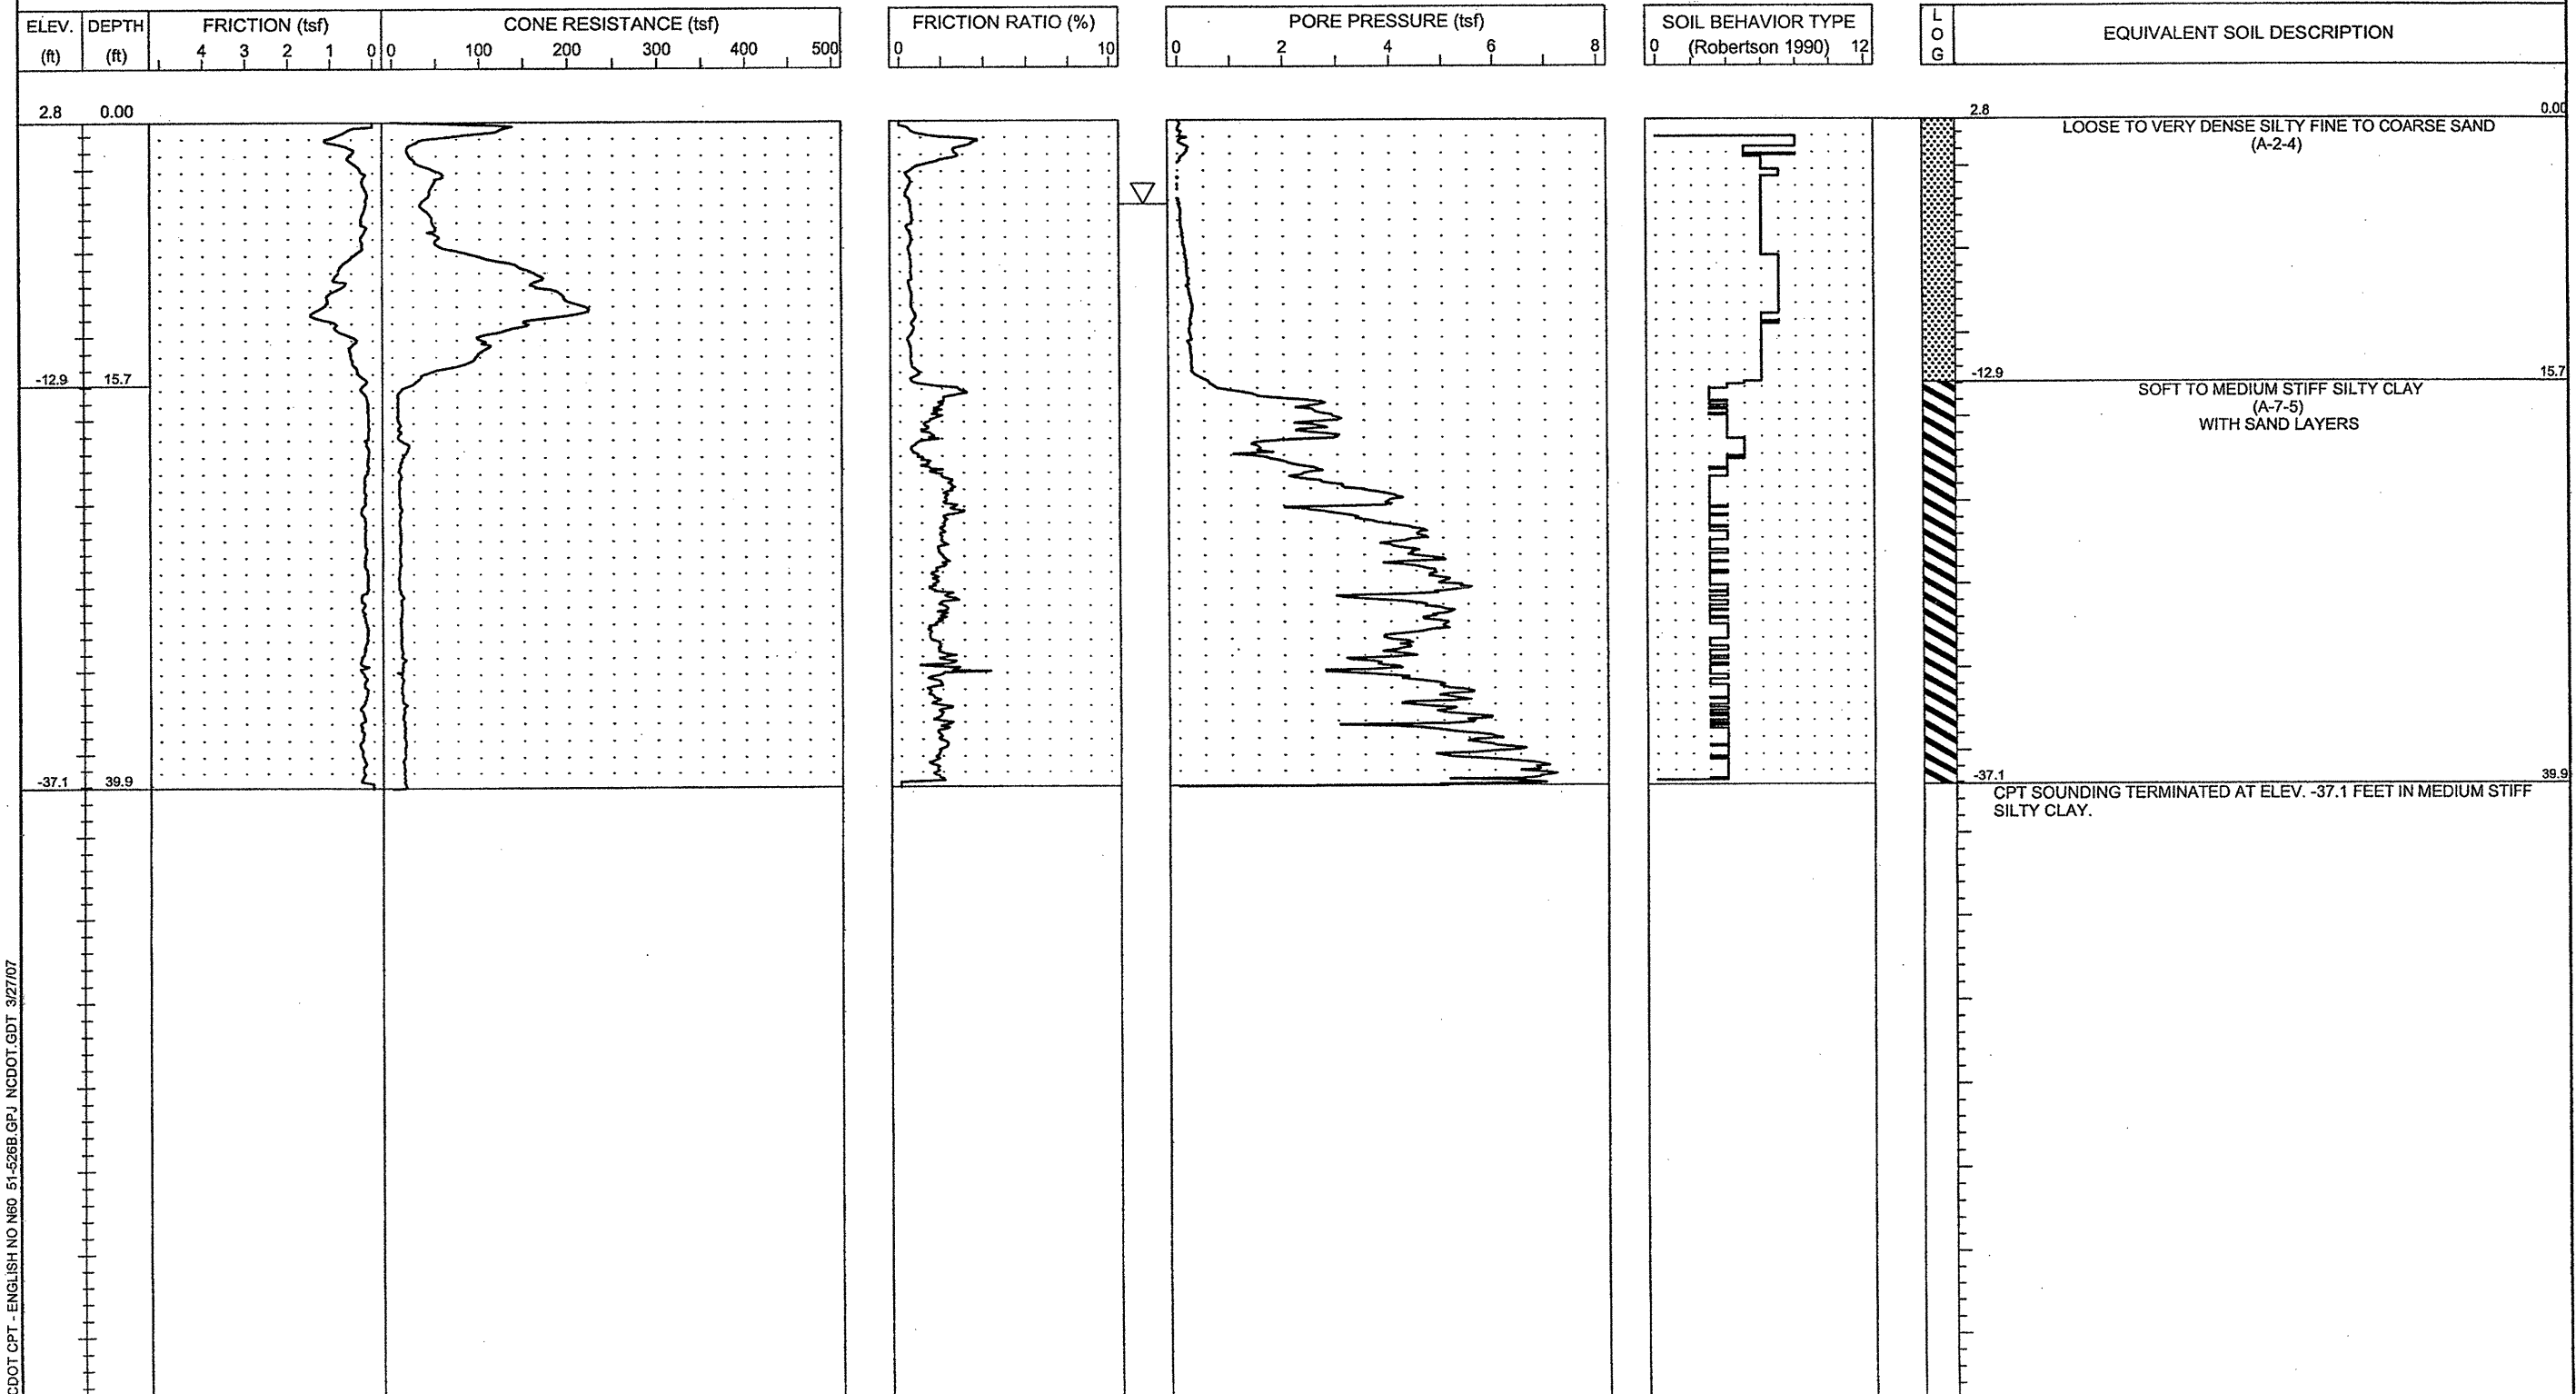 ELEV. (ft)
DEPTH (ft)
FRICTION (tsf)
4 3 2 1 0
CONE RESISTANCE (tsf)
0 100 200 300 400 500
FRICTION RATIO (%)
0 10
PORE PRESSURE (tsf)
0 2 4 6 8
SOIL BEHAVIOR TYPE
(Robertson 1990)
0 12
L
O
G
EQUIVALENT SOIL DESCRIPTION
2.8 0.00
2.8 0.00
LOOSE TO VERY DENSE SILTY FINE TO COARSE SAND
(A-2-4)
-12.9 15.7
-12.9 15.7
SOFT TO MEDIUM STIFF SILTY CLAY
(A-7-5)
WITH SAND LAYERS
-37.1 39.9
-37.1 39.9
CPT SOUNDING TERMINATED AT ELEV. -37.1 FEET IN MEDIUM STIFF
SILTY CLAY.
CDOT CPT - ENGLISH NO N60 51-526B.GPJ NCDOT.GDT 3/27/07